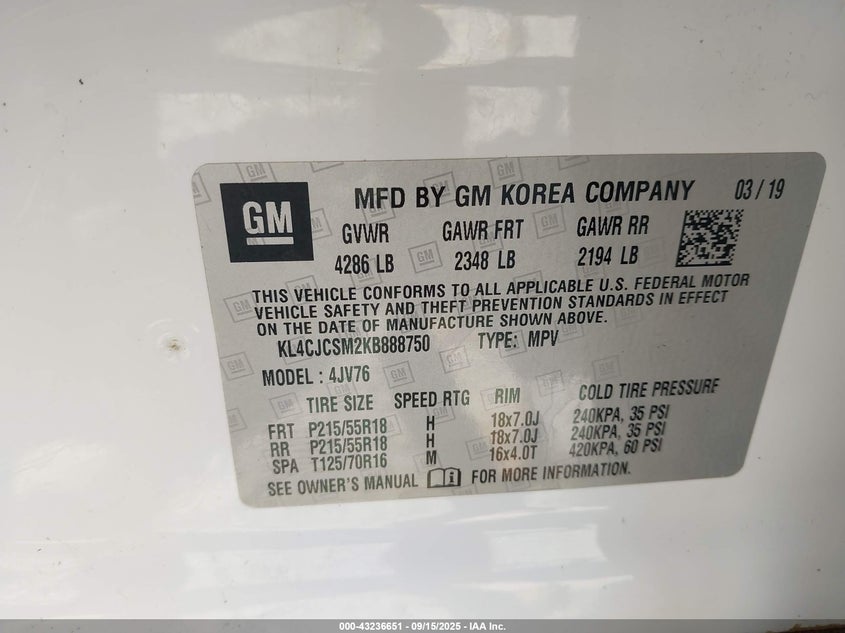 GM
MFD BY GM KOREA COMPANY 03 / 19
GVWR GAWR FRT GAWR RR
4286 LB 2348 LB 2194 LB
THIS VEHICLE CONFORMS TO ALL APPLICABLE U.S. FEDERAL MOTOR
VEHICLE SAFETY AND THEFT PREVENTION STANDARDS IN EFFECT
ON THE DATE OF MANUFACTURE SHOWN ABOVE.
KL4CJCSM2KB888750 TYPE: MPV
MODEL : 4JV76
TIRE SIZE SPEED RTG RIM COLD TIRE PRESSURE
FRT P215/55R18 H 18x7.0J 240KPA, 35 PSI
RR P215/55R18 H 18x7.0J 240KPA, 35 PSI
SPA T125/70R16 M 16x4.0T 420KPA, 60 PSI
SEE OWNER'S MANUAL FOR MORE INFORMATION.
000-43236651 - 09/15/2025 - IAA Inc.